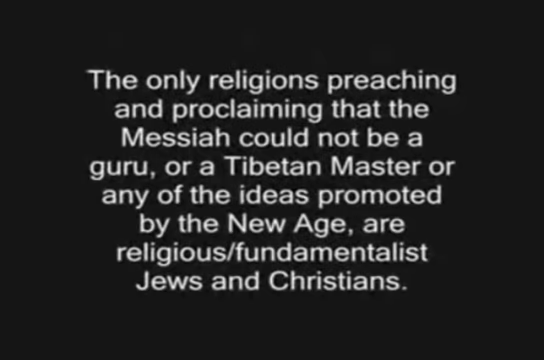 The only religions preaching
and proclaiming that the
Messiah could not be a
guru, or a Tibetan Master or
any of the ideas promoted
by the New Age, are
religious/fundamentalist
Jews and Christians.